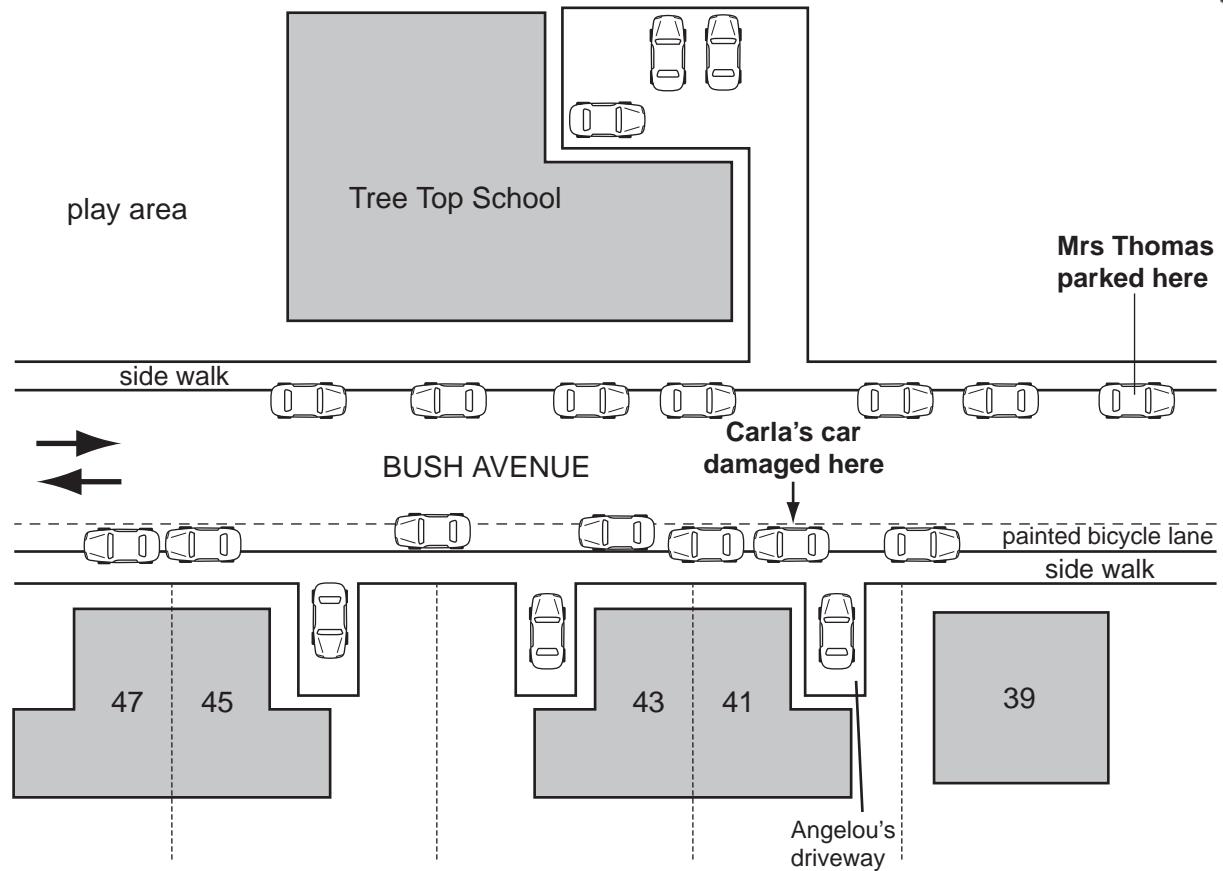 Tree Top School
play area
Mrs Thomas
parked here
side walk
Carla's car
damaged here
BUSH AVENUE
painted bicycle lane
side walk
47
45
43
41
39
Angelou's
driveway